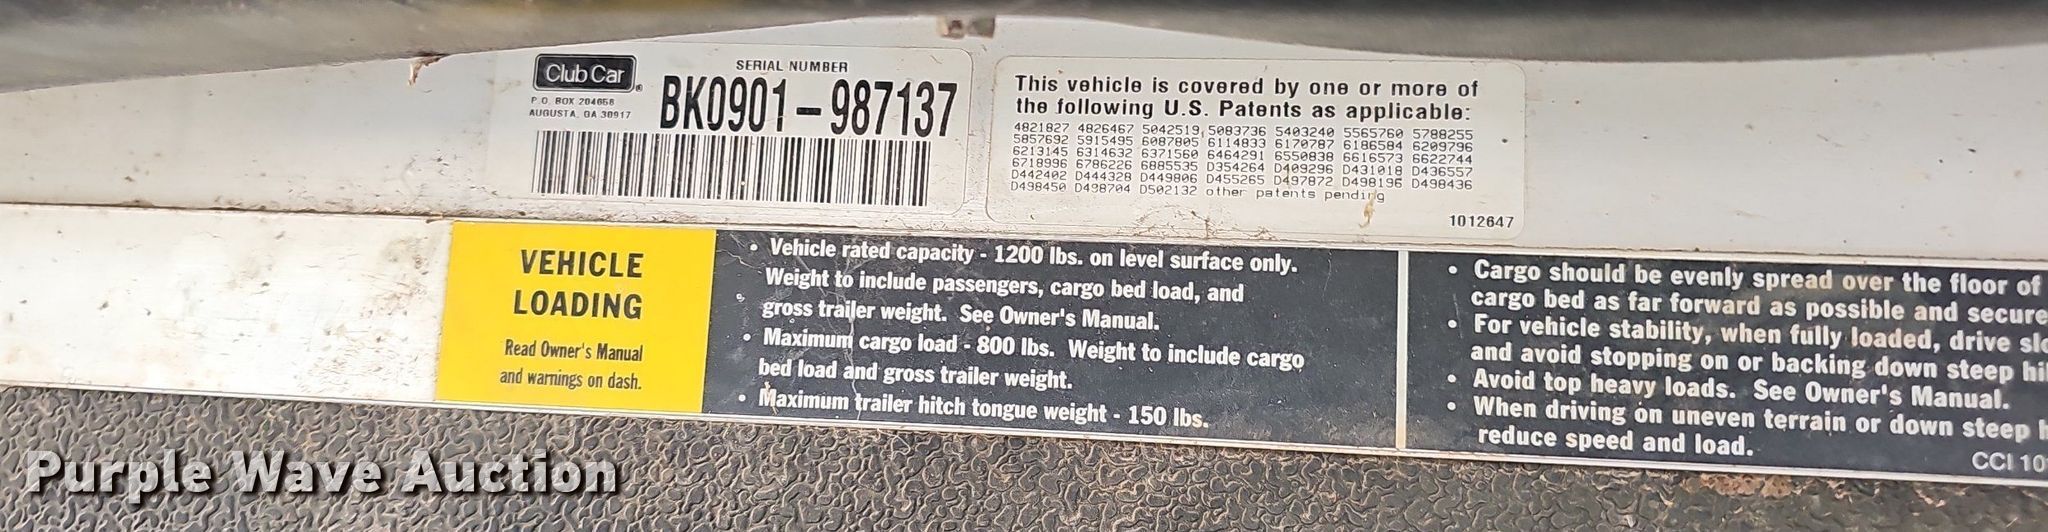 Club Car
®
P.O. BOX 204658
AUGUSTA, GA 30917
SERIAL NUMBER
BK0901-987137
This vehicle is covered by one or more of
the following U.S. Patents as applicable:
4821827 4826467 5042519 5083736 5403240 5565760 5788255
5857692 5915495 6087805 6114833 6170787 6186584 6209796
6213145 6314632 6371560 6464291 6550838 6616573 6622744
6718996 6786226 6885535 D354264 D409296 D431018 D436557
D442402 D444328 D449806 D455265 D497872 D498196 D498436
D498450 D498704 D502132 other patents pending
1012647
VEHICLE
LOADING
Read Owner's Manual
and warnings on dash.
• Vehicle rated capacity - 1200 lbs. on level surface only.
Weight to include passengers, cargo bed load, and
gross trailer weight. See Owner's Manual.
• Maximum cargo load - 800 lbs. Weight to include cargo
bed load and gross trailer weight.
• Maximum trailer hitch tongue weight - 150 lbs.
• Cargo should be evenly spread over the floor of
cargo bed as far forward as possible and secure
• For vehicle stability, when fully loaded, drive
and avoid stopping on or backing down steep
• Avoid top heavy loads. See Owner's Manual.
• When driving on uneven terrain or down steep
reduce speed and load.
CCI
Purple Wave Auction